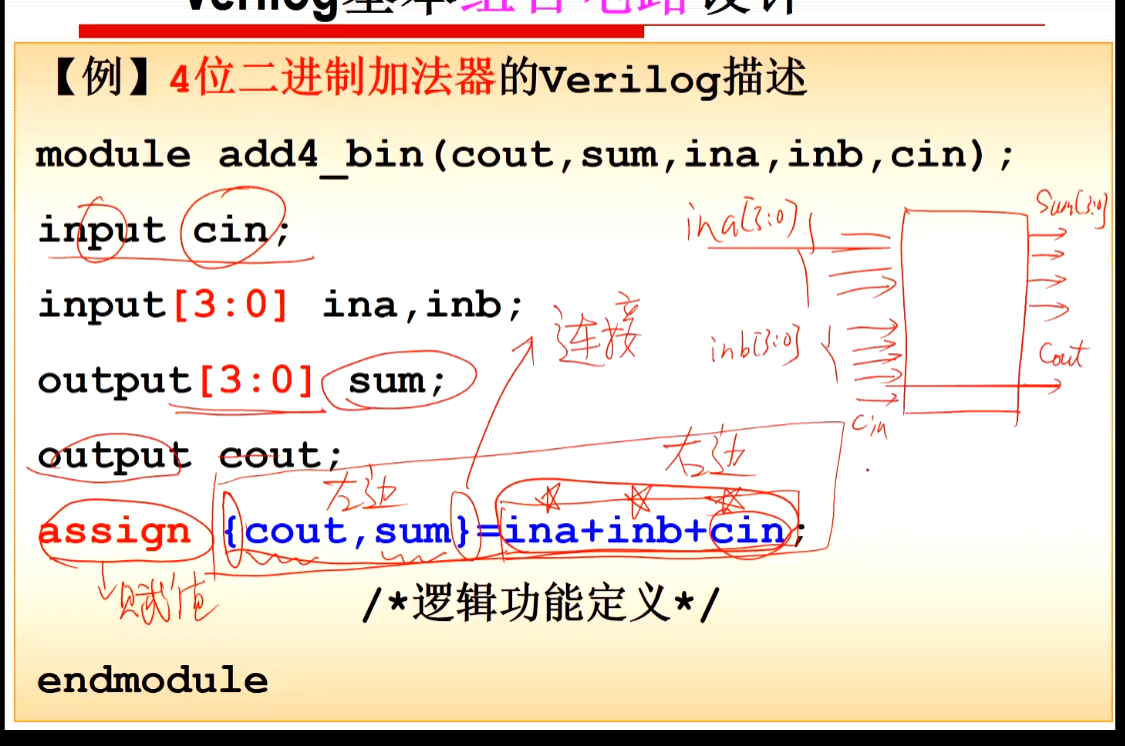 Verilog基本组合电路设计
【例】4位二进制加法器的Verilog描述
module add4_bin(cout,sum,ina,inb,cin);
input cin;
input[3:0] ina,inb;
output[3:0] sum;
output cout;
assign {cout,sum}=ina+inb+cin;
/*逻辑功能定义*/
endmodule
ina[3:0]
Sum[3:0]
连接
inb[3:0]
Cout
Cin
左边
右边
赋值